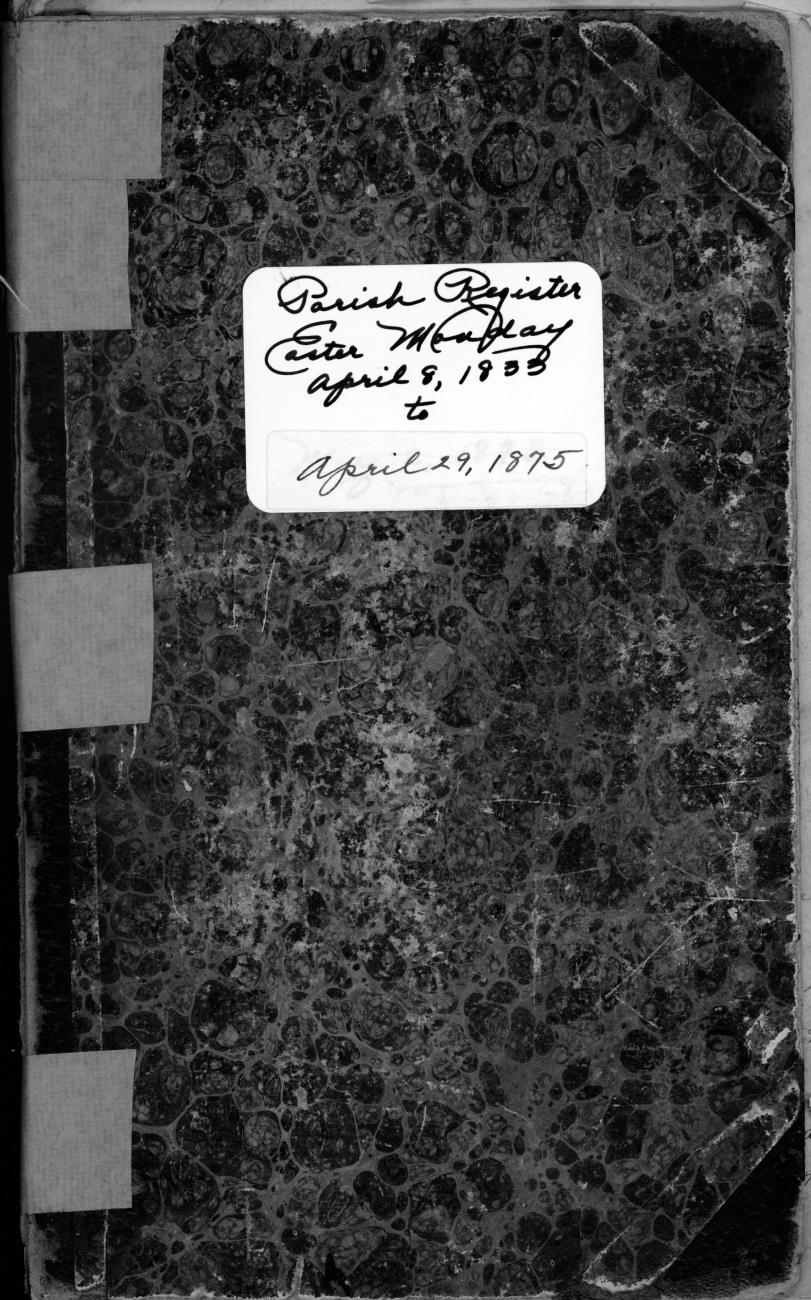 Parish Register
Easter Monday
April 8, 1833
to
April 29, 1875